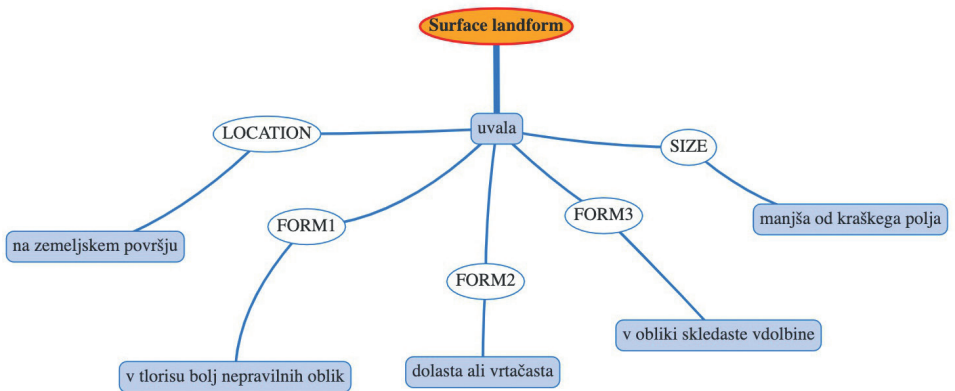 Surface landform
uvala
LOCATION
SIZE
FORM1
FORM3
manjša od kraškega polja
na zemeljskem površju
FORM2
v obliki skledaste vdolbine
v tlorisu bolj nepravilnih oblik
dolasta ali vrtačasta